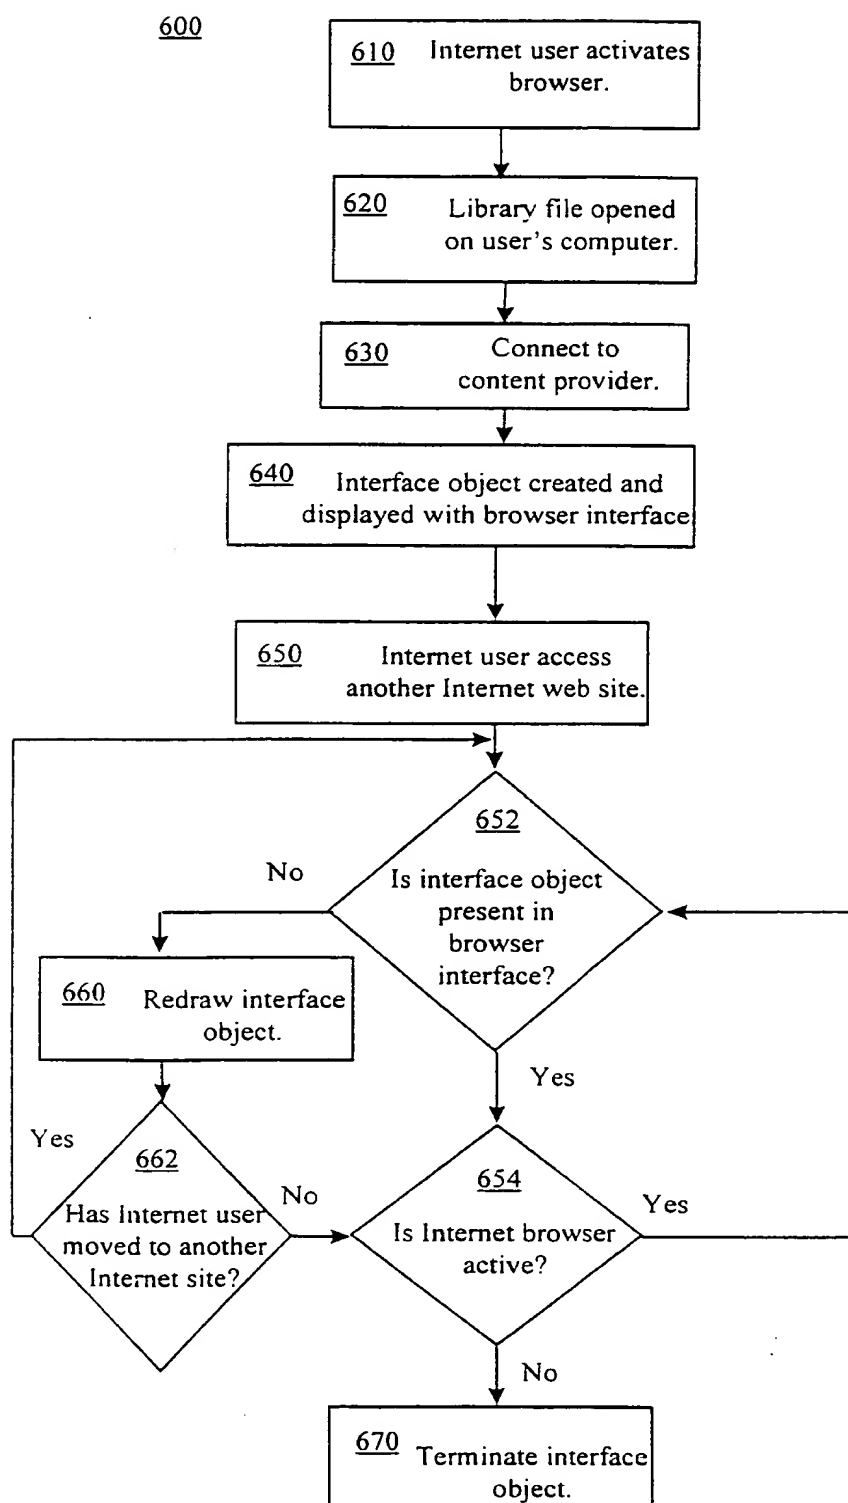 600
610 Internet user activates
browser.
620 Library file opened
on user's computer.
630 Connect to
content provider.
640 Interface object created and
displayed with browser interface
650 Internet user access
another Internet web site.
652
Is interface object
present in
browser
interface?
No
Yes
660 Redraw interface
object.
662
Has Internet user
moved to another
Internet site?
Yes
No
654
Is Internet browser
active?
Yes
No
670 Terminate interface
object.